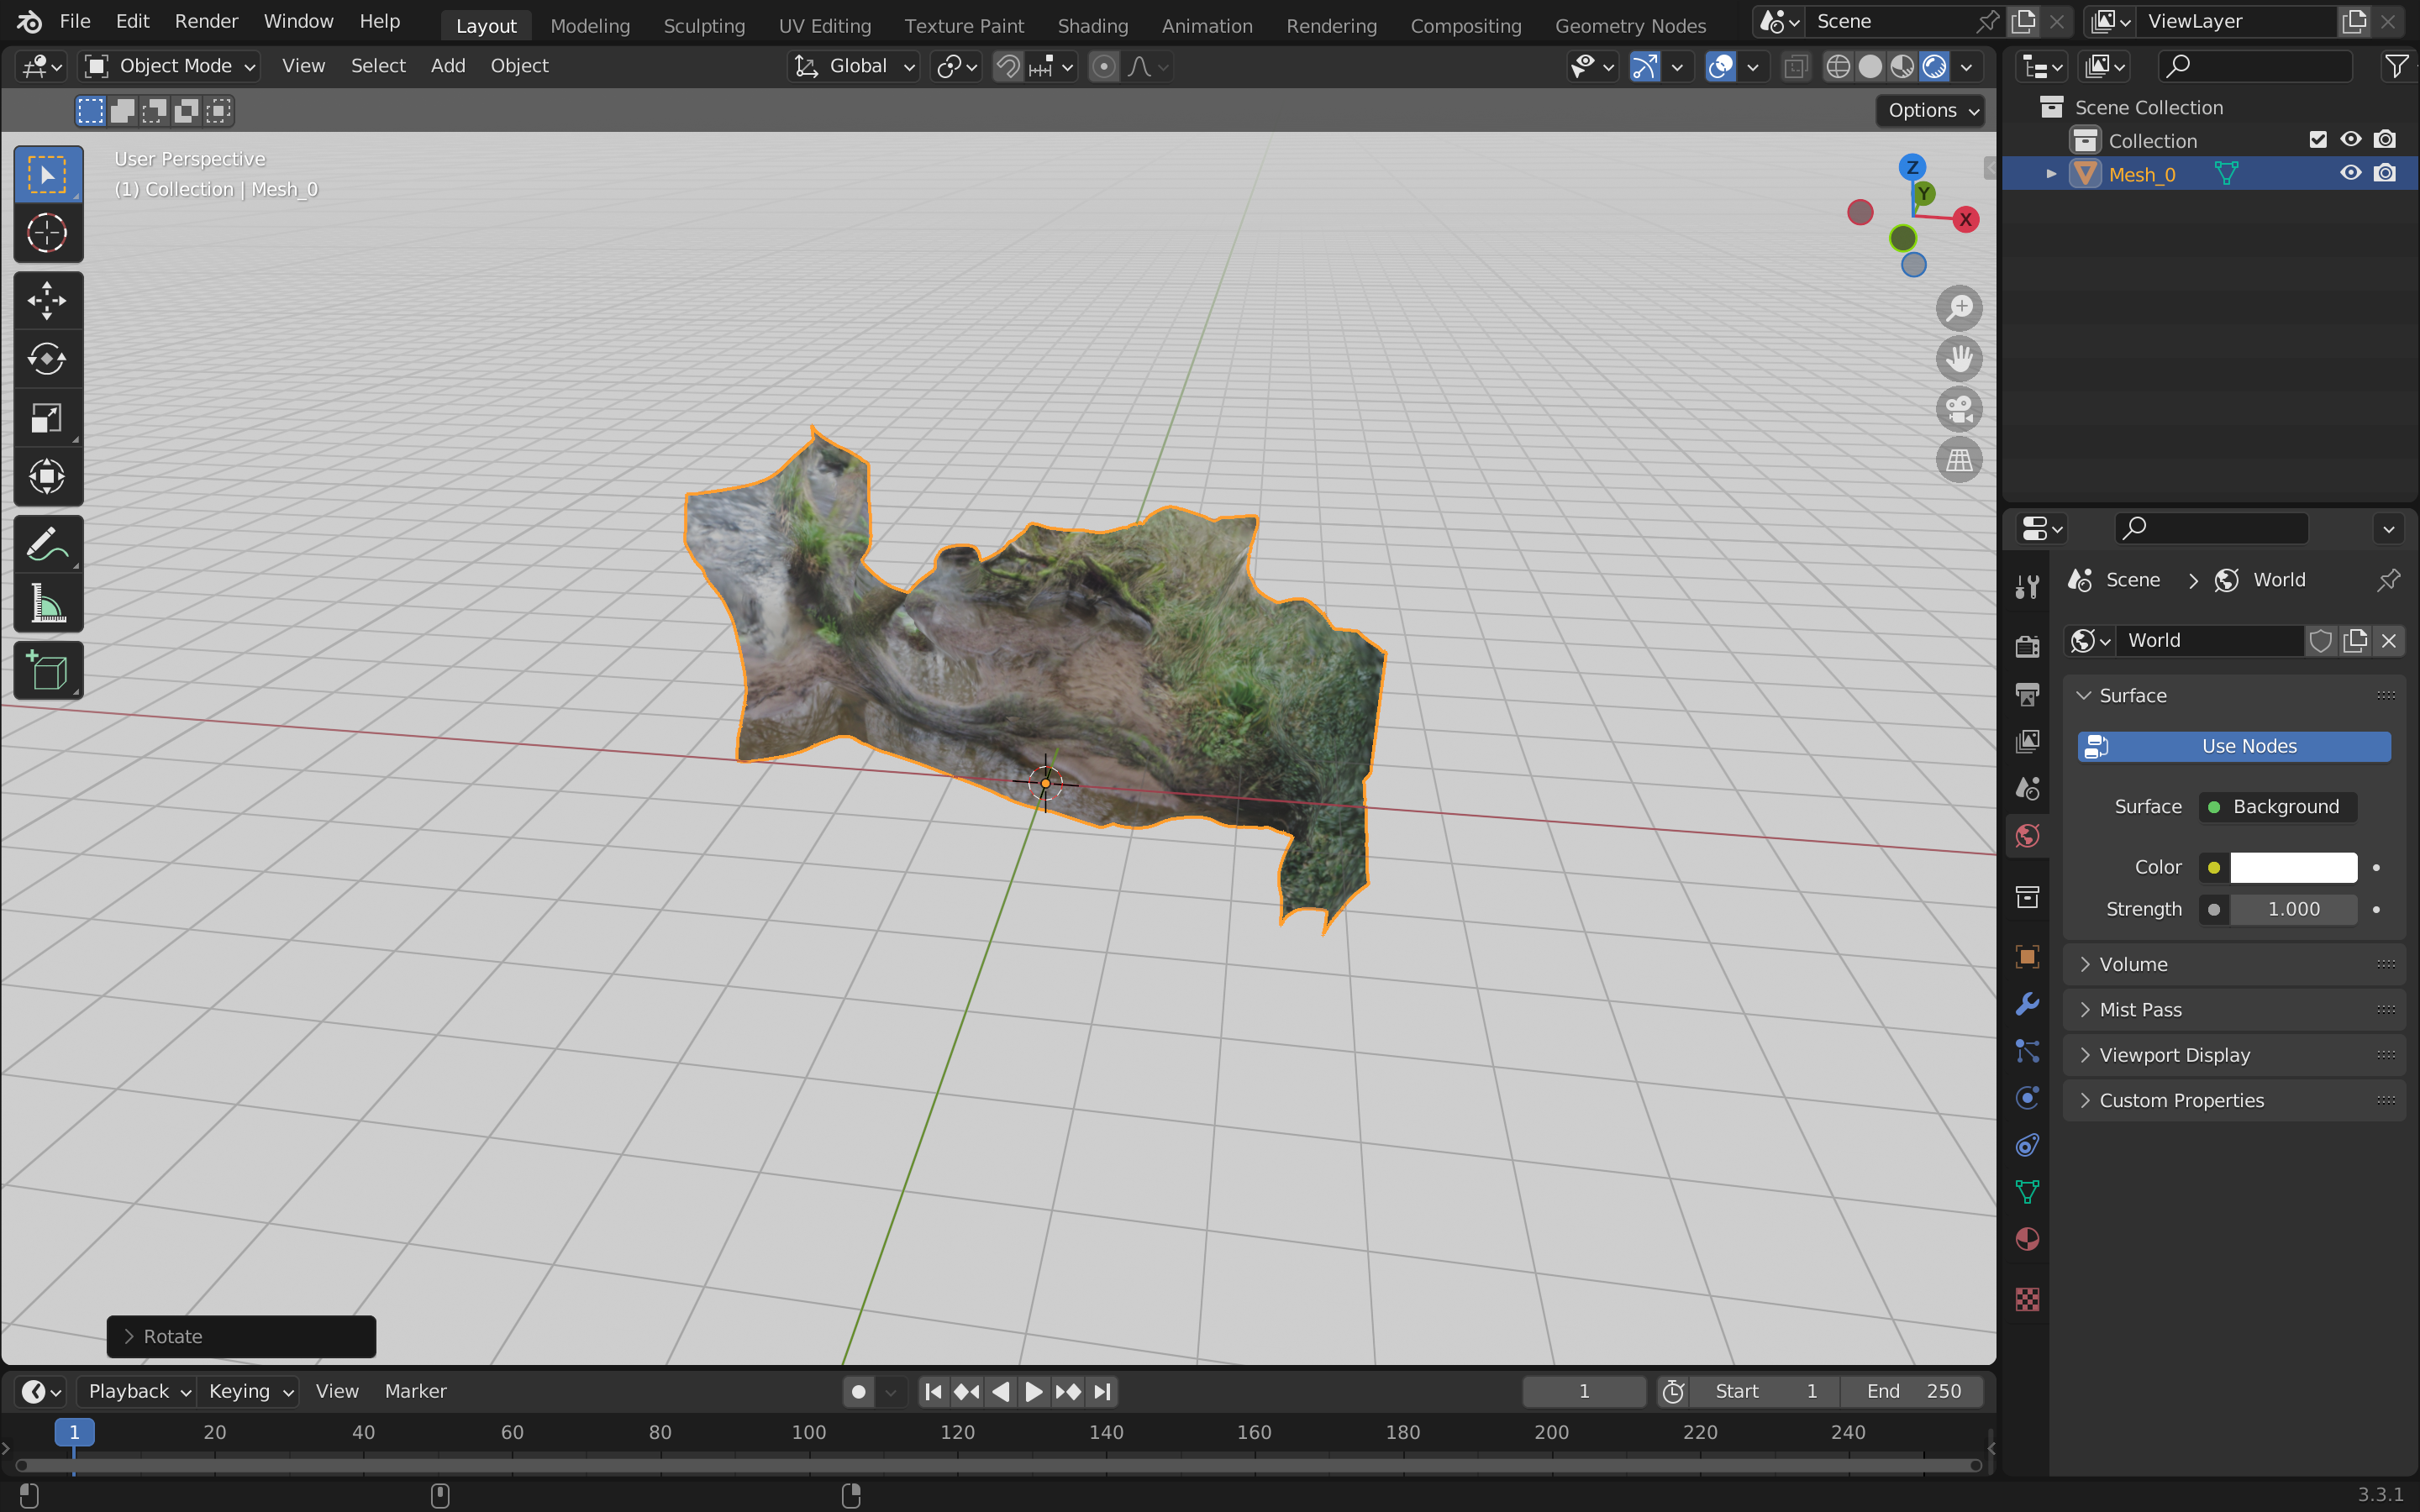 File Edit Render Window Help Layout Modeling Sculpting UV Editing Texture Paint Shading Animation Rendering Compositing Geometry Nodes Scene ViewLayer
Object Mode View Select Add Object Global
Options
User Perspective
(1) Collection | Mesh_0
Z
Y
X
Scene Collection
Collection
Mesh_0
Scene World
World
Surface
Use Nodes
Surface Background
Color
Strength 1.000
Volume
Mist Pass
Viewport Display
Custom Properties
Rotate
Playback Keying View Marker 1 Start 1 End 250
1 20 40 60 80 100 120 140 160 180 200 220 240
3.3.1